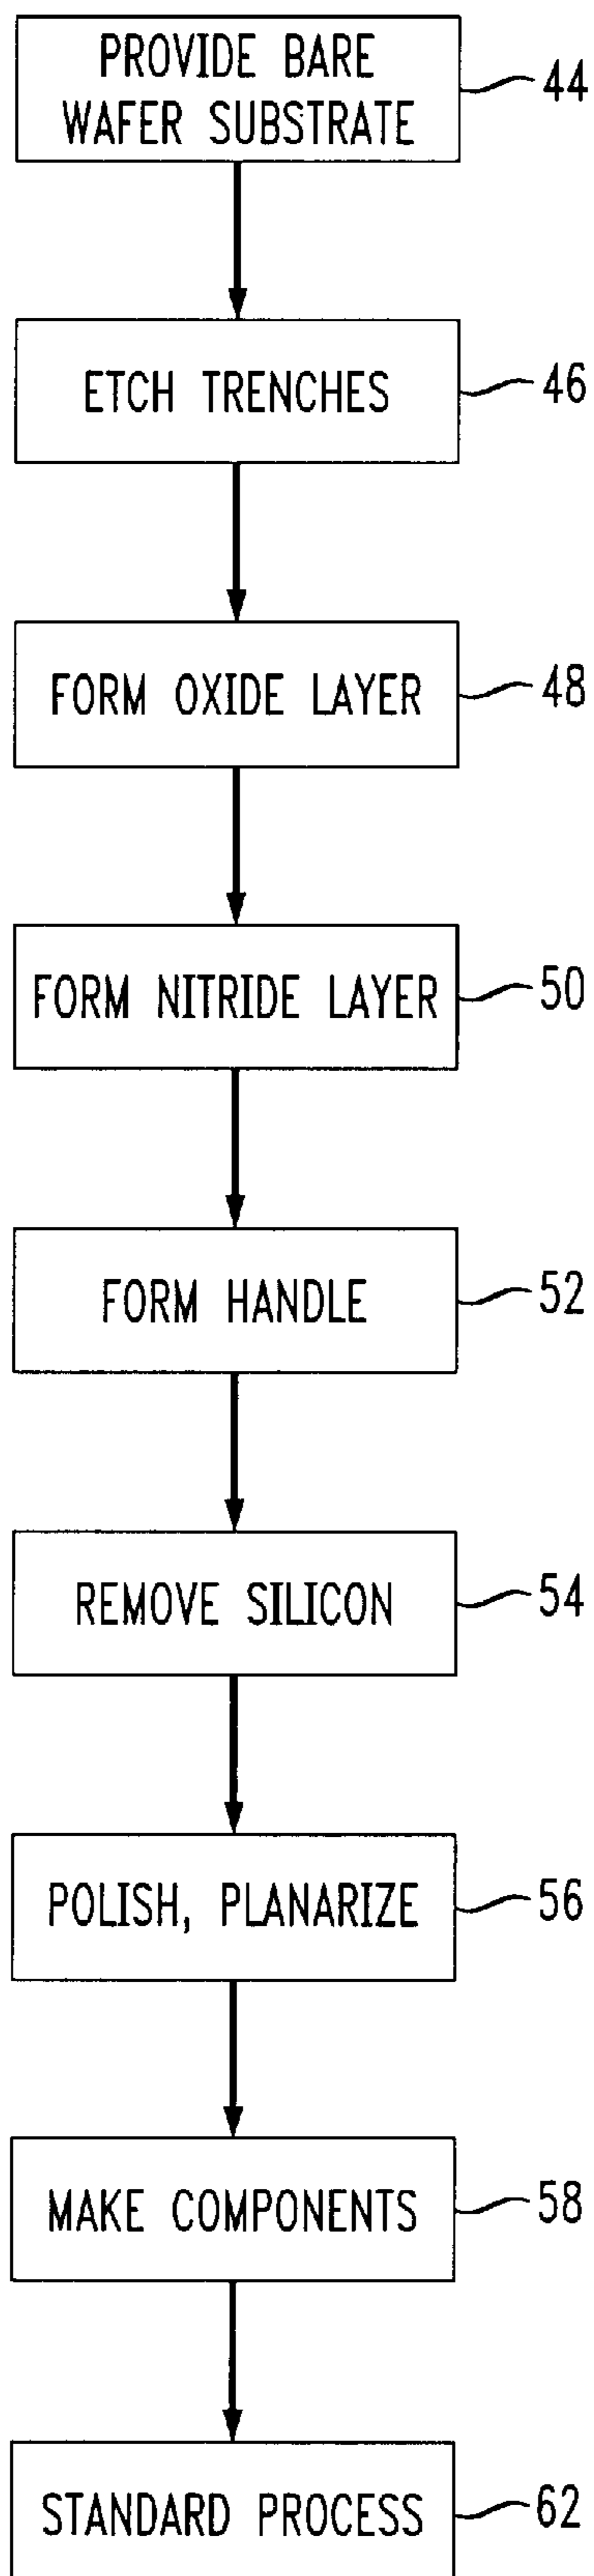 PROVIDE BARE
WAFER SUBSTRATE
44
ETCH TRENCHES
46
FORM OXIDE LAYER
48
FORM NITRIDE LAYER
50
FORM HANDLE
52
REMOVE SILICON
54
POLISH, PLANARIZE
56
MAKE COMPONENTS
58
STANDARD PROCESS
62